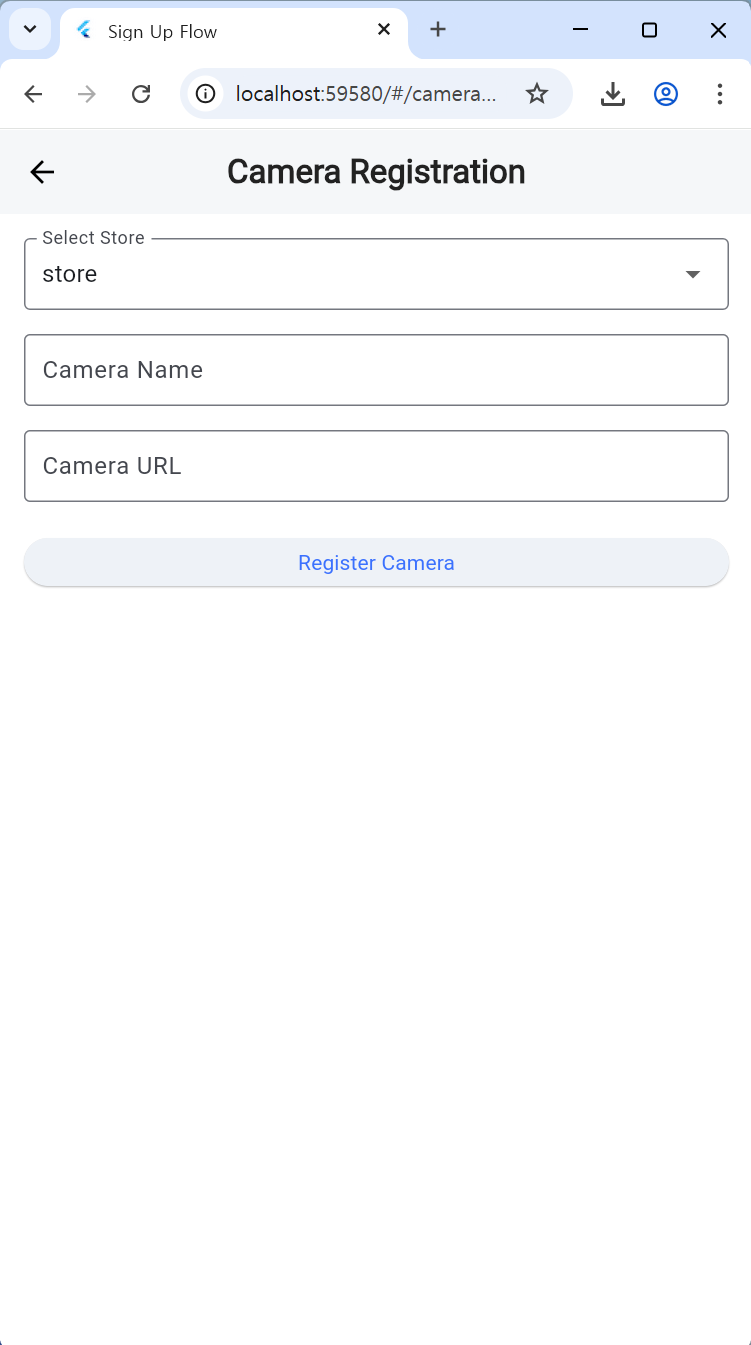 Sign Up Flow
localhost:59580/#/camera...
Camera Registration
Select Store
store
Camera Name
Camera URL
Register Camera